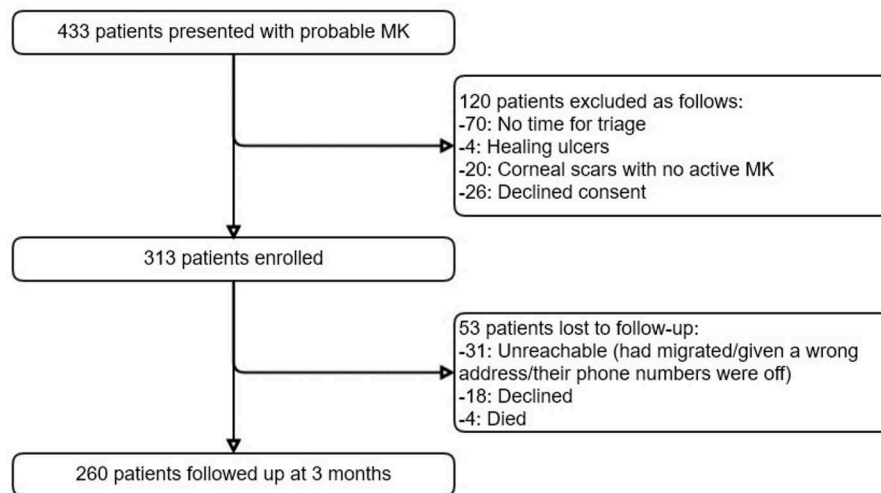 433 patients presented with probable MK
120 patients excluded as follows:
-70: No time for triage
-4: Healing ulcers
-20: Corneal scars with no active MK
-26: Declined consent
313 patients enrolled
53 patients lost to follow-up:
-31: Unreachable (had migrated/given a wrong
address/their phone numbers were off)
-18: Declined
-4: Died
260 patients followed up at 3 months